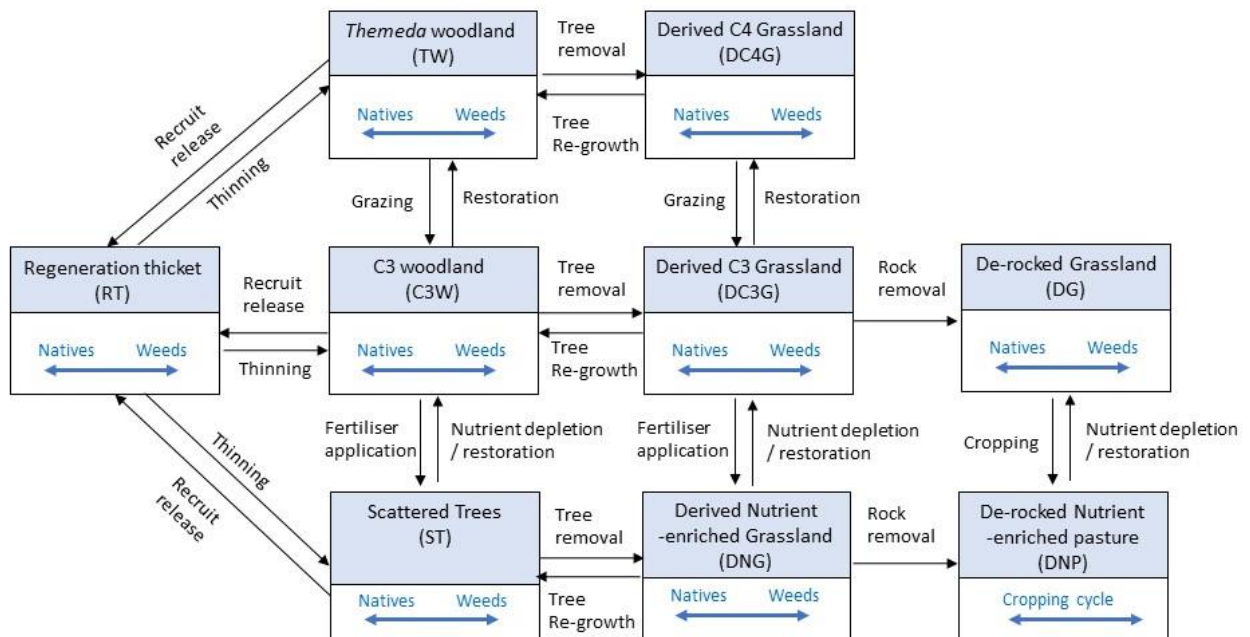 Themeda woodland
(TW)
Natives Weeds
Tree
removal
Tree
Re-growth
Derived C4 Grassland
(DC4G)
Natives Weeds
Recruit
release
Thinning
Grazing
Restoration
Grazing
Restoration
Regeneration thicket
(RT)
Natives Weeds
Recruit
release
Thinning
C3 woodland
(C3W)
Natives Weeds
Tree
removal
Tree
Re-growth
Derived C3 Grassland
(DC3G)
Natives Weeds
Rock
removal
De-rocked Grassland
(DG)
Natives Weeds
Thinning
Recruit
release
Fertiliser
application
Nutrient depletion
/ restoration
Fertiliser
application
Nutrient depletion
/ restoration
Cropping
Nutrient depletion
/ restoration
Scattered Trees
(ST)
Natives Weeds
Tree
removal
Tree
Re-growth
Derived Nutrient
-enriched Grassland
(DNG)
Natives Weeds
Rock
removal
De-rocked Nutrient
-enriched pasture
(DNP)
Cropping cycle